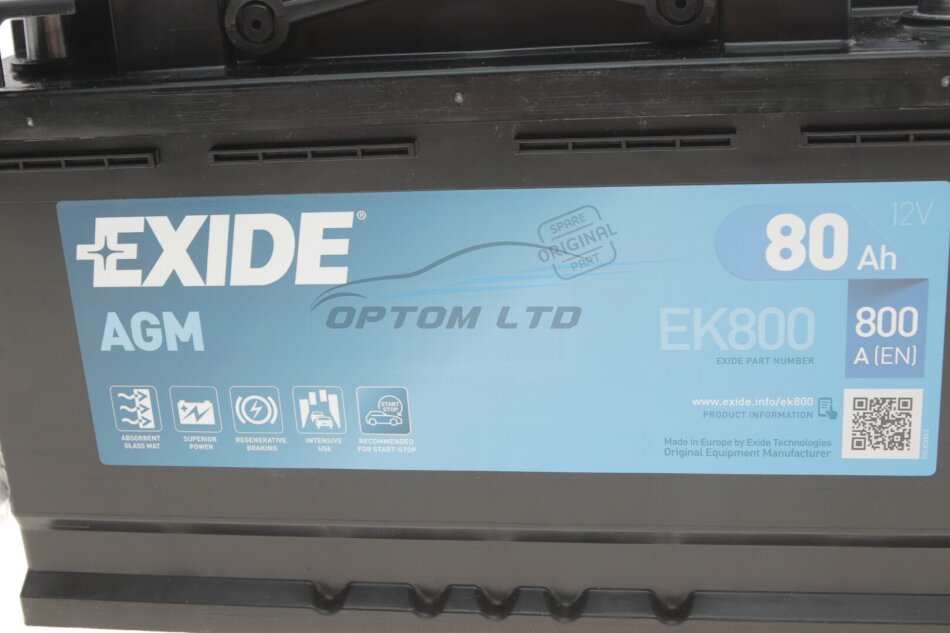 EXIDE®
AGM
SPARE
ORIGINAL
PART
OPTOM LTD
12V
80 Ah
EK800
EXIDE PART NUMBER
800
A (EN)
ABSORBENT
GLASS MAT
SUPERIOR
POWER
REGENERATIVE
BRAKING
INTENSIVE
USE
START
STOP
RECOMMENDED
FOR START-STOP
www.exide.info/ek800
PRODUCT INFORMATION
Made in Europe by Exide Technologies
Original Equipment Manufacturer